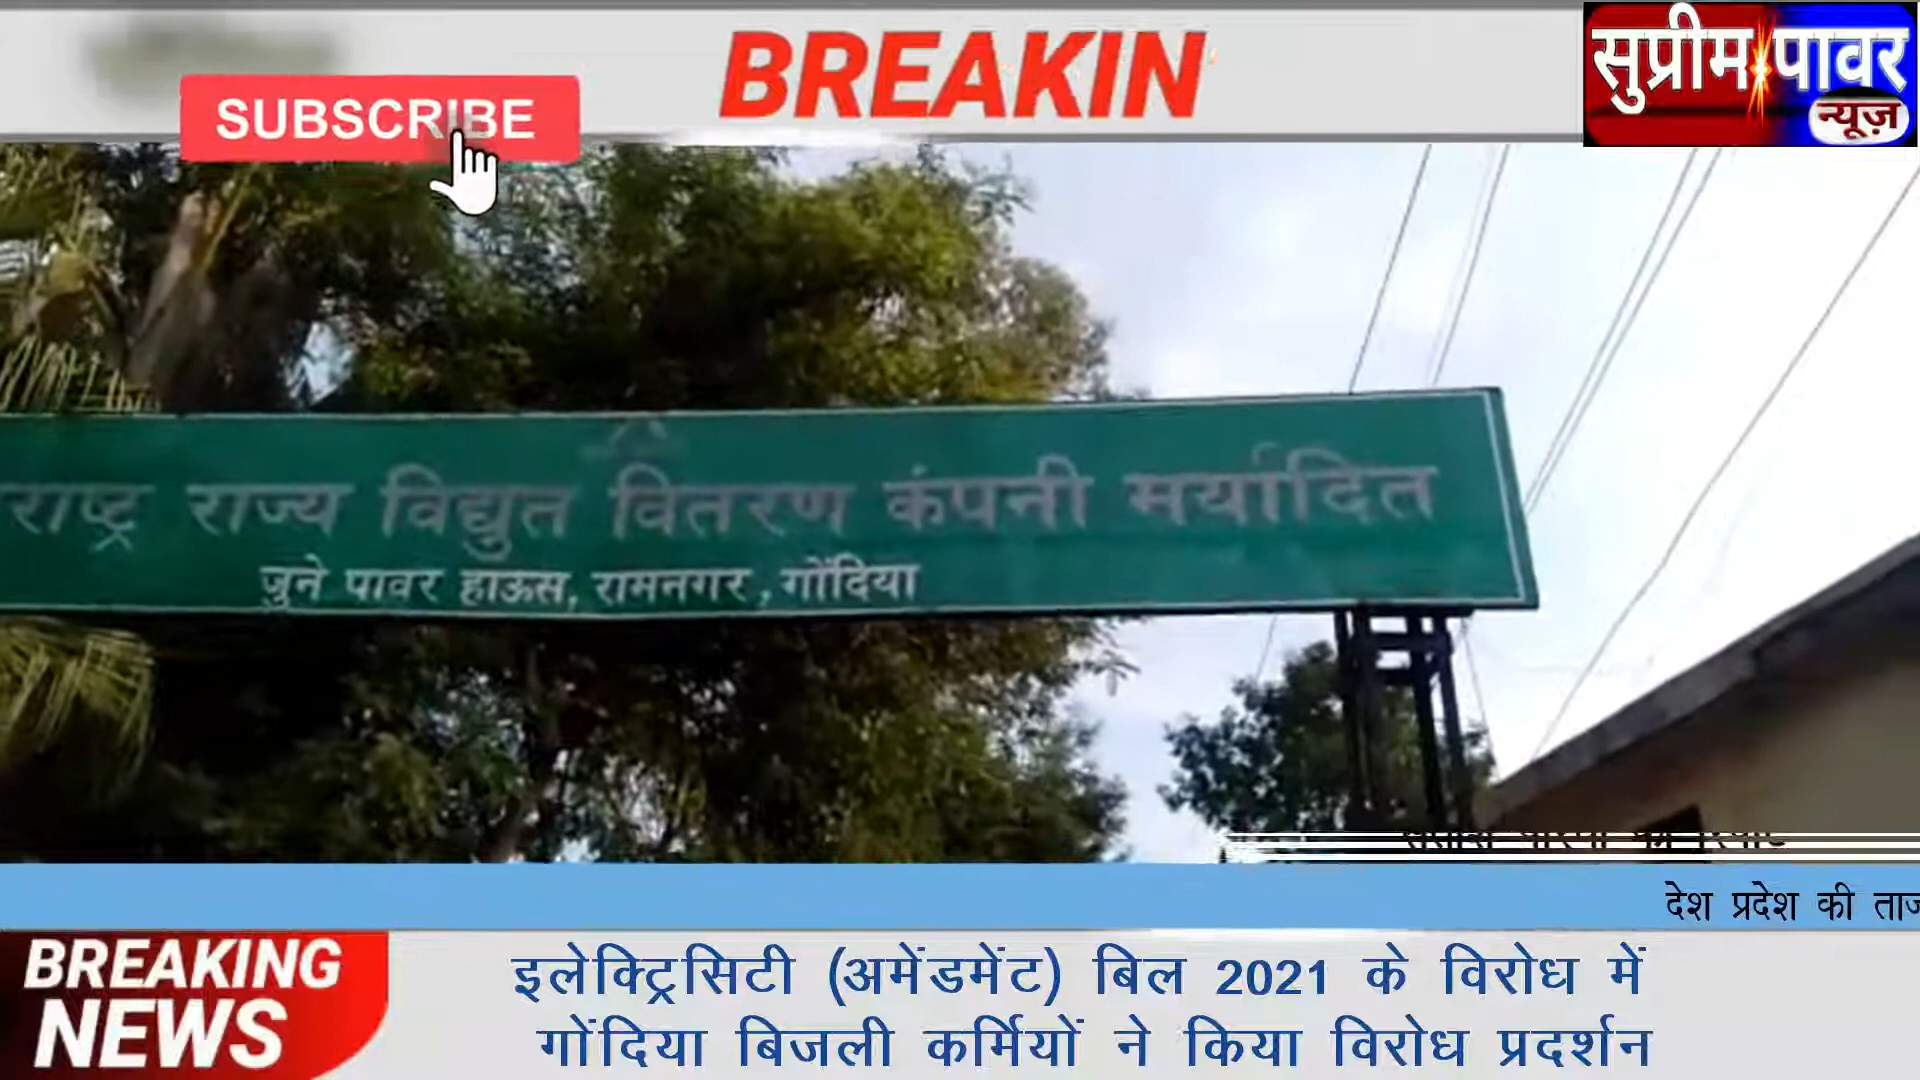 BREAKIN
सुप्रीम पावर
न्यूज़
SUBSCRIBE
राष्ट्र राज्य विद्युत वितरण कंपनी मर्यादित
जुने पावर हाऊस, रामनगर, गोंदिया
देश प्रदेश की ताज
BREAKING
NEWS
इलेक्ट्रिसिटी (अमेंडमेंट) बिल 2021 के विरोध में
गोंदिया बिजली कर्मियों ने किया विरोध प्रदर्शन